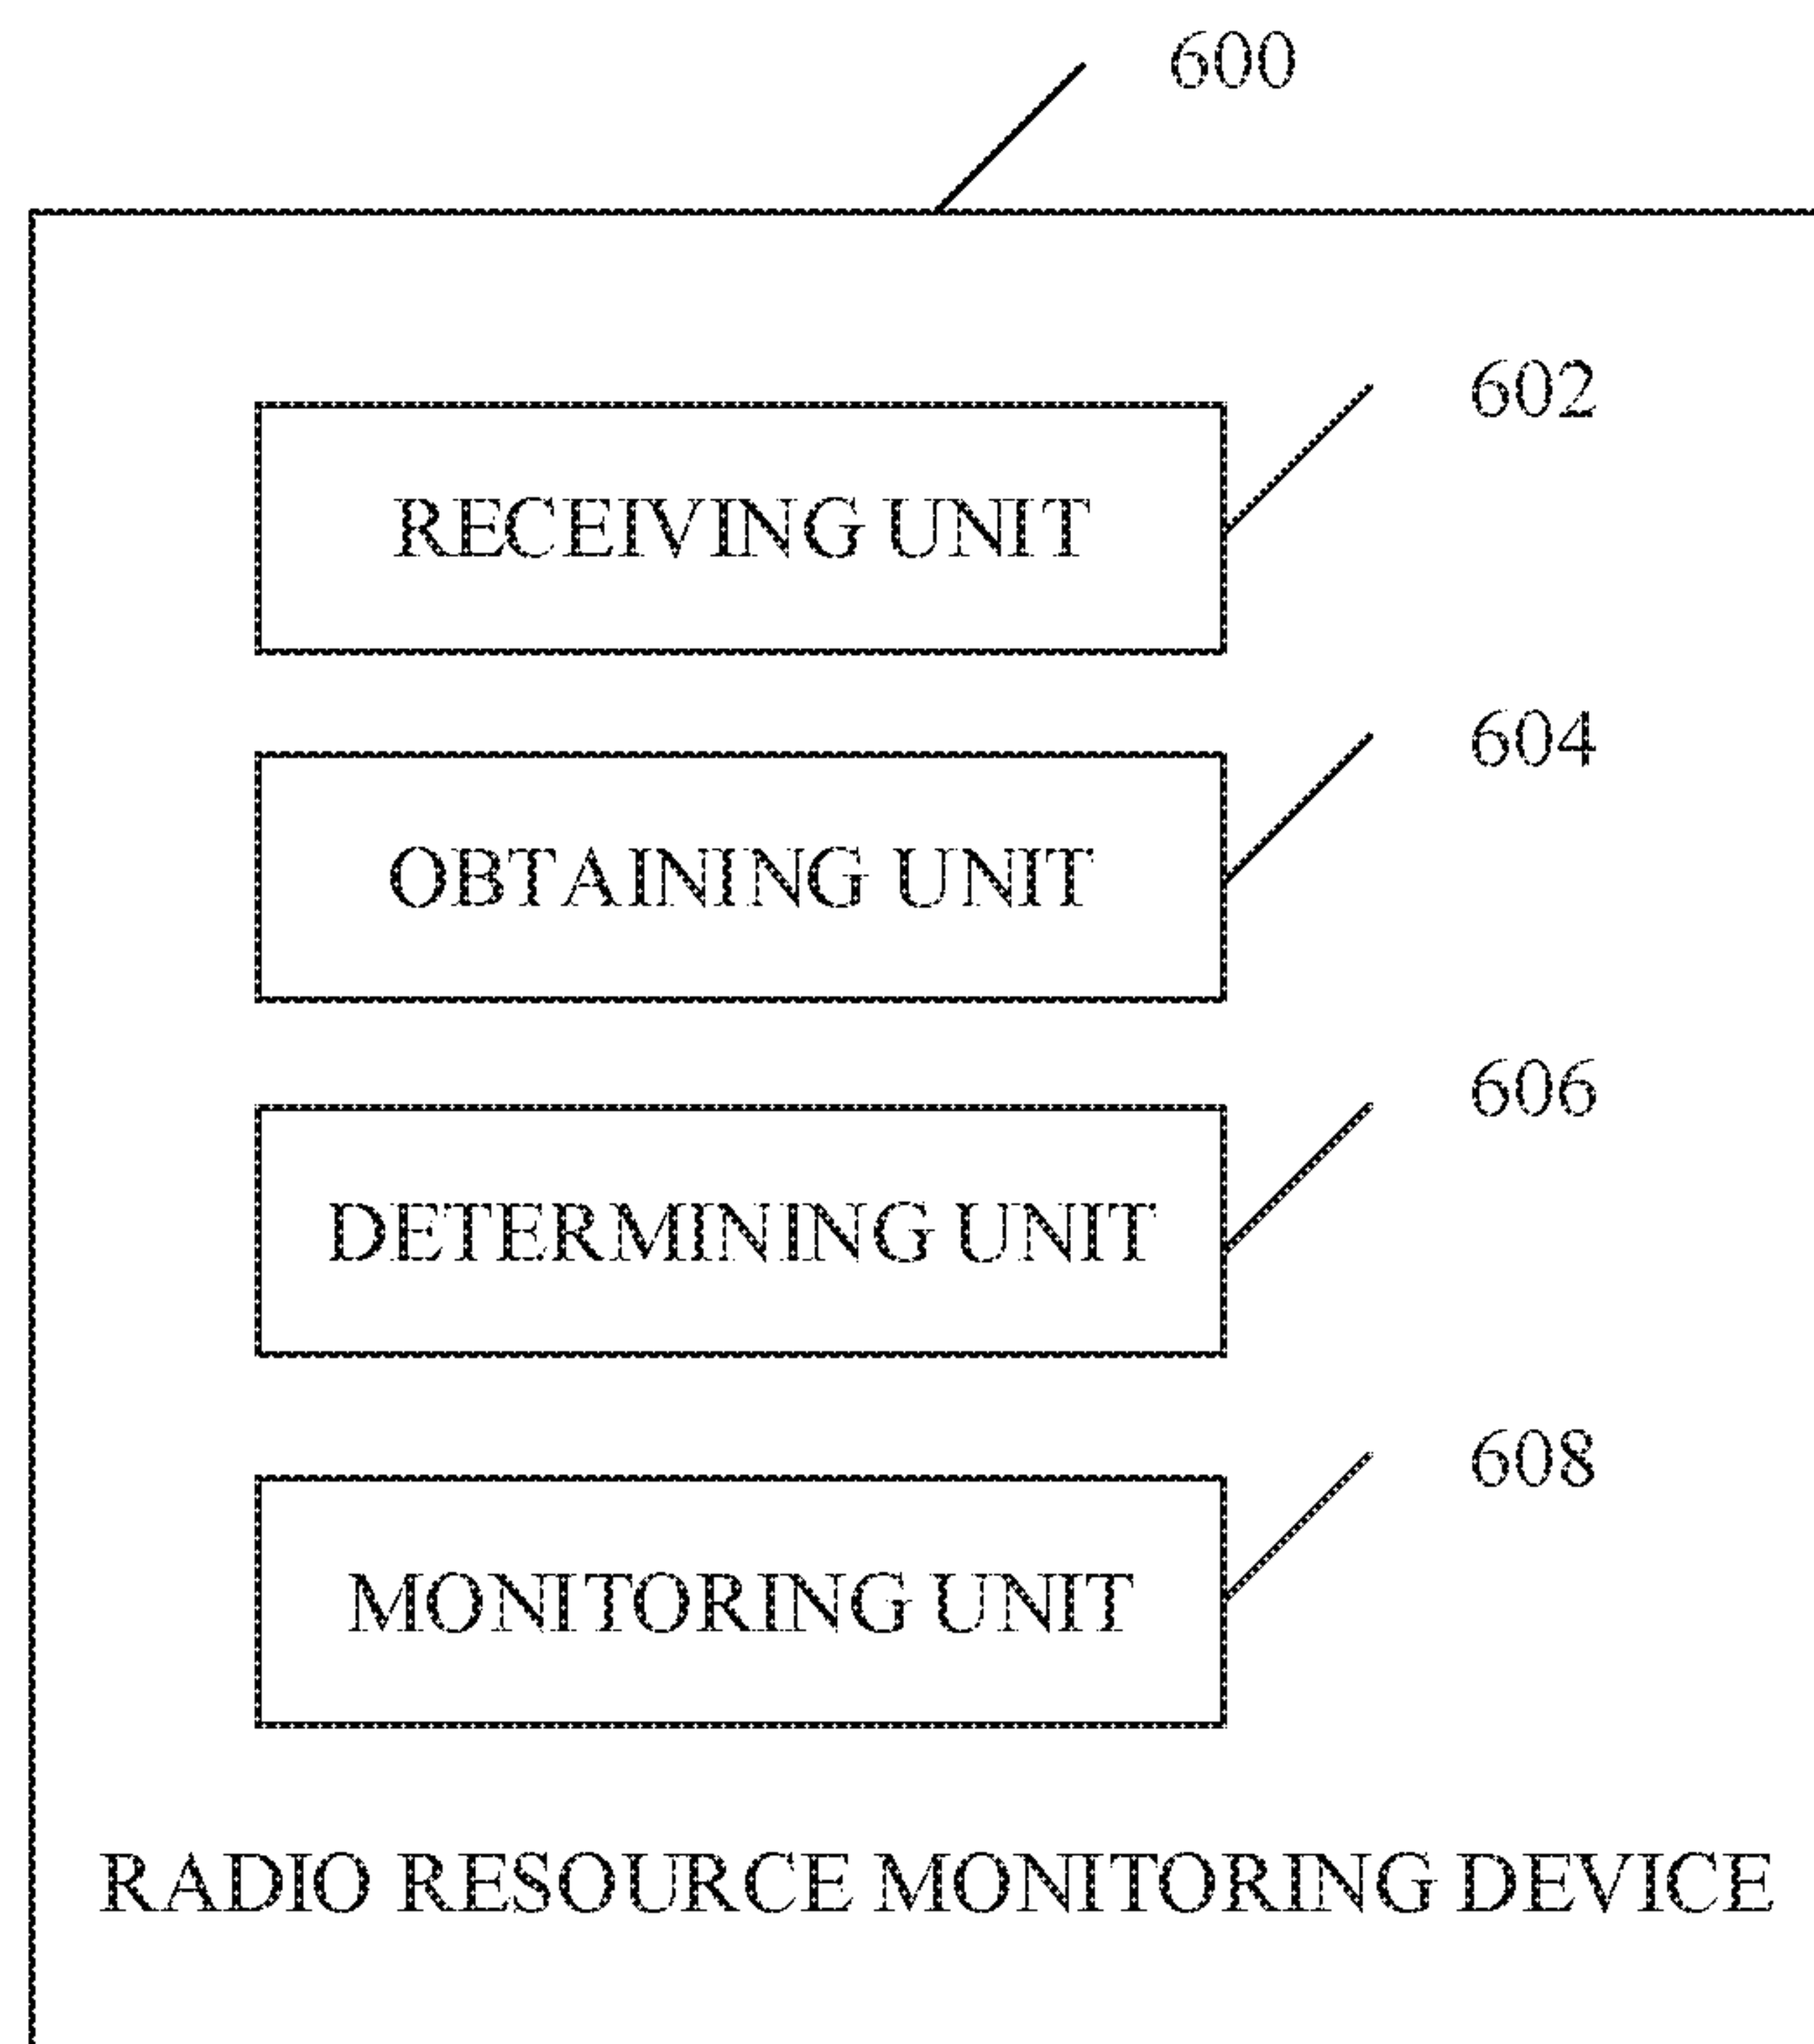 600
602
RECEIVING UNIT
604
OBTAINING UNIT
606
DETERMINING UNIT
608
MONITORING UNIT
RADIO RESOURCE MONITORING DEVICE